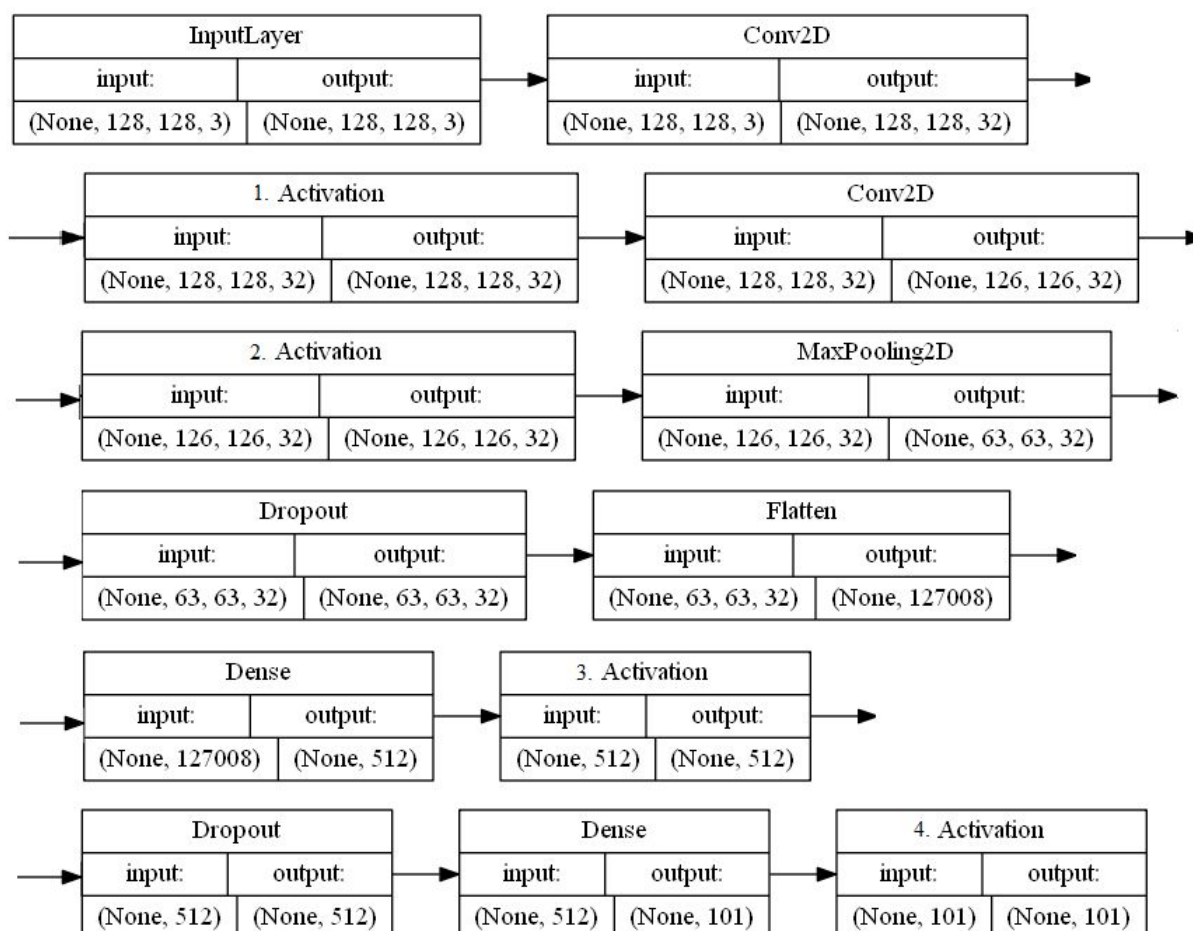 InputLayer
input: output:
(None, 128, 128, 3) (None, 128, 128, 3)
Conv2D
input: output:
(None, 128, 128, 3) (None, 128, 128, 32)
1. Activation
input: output:
(None, 128, 128, 32) (None, 128, 128, 32)
Conv2D
input: output:
(None, 128, 128, 32) (None, 126, 126, 32)
2. Activation
input: output:
(None, 126, 126, 32) (None, 126, 126, 32)
MaxPooling2D
input: output:
(None, 126, 126, 32) (None, 63, 63, 32)
Dropout
input: output:
(None, 63, 63, 32) (None, 63, 63, 32)
Flatten
input: output:
(None, 63, 63, 32) (None, 127008)
Dense
input: output:
(None, 127008) (None, 512)
3. Activation
input: output:
(None, 512) (None, 512)
Dropout
input: output:
(None, 512) (None, 512)
Dense
input: output:
(None, 512) (None, 101)
4. Activation
input: output:
(None, 101) (None, 101)